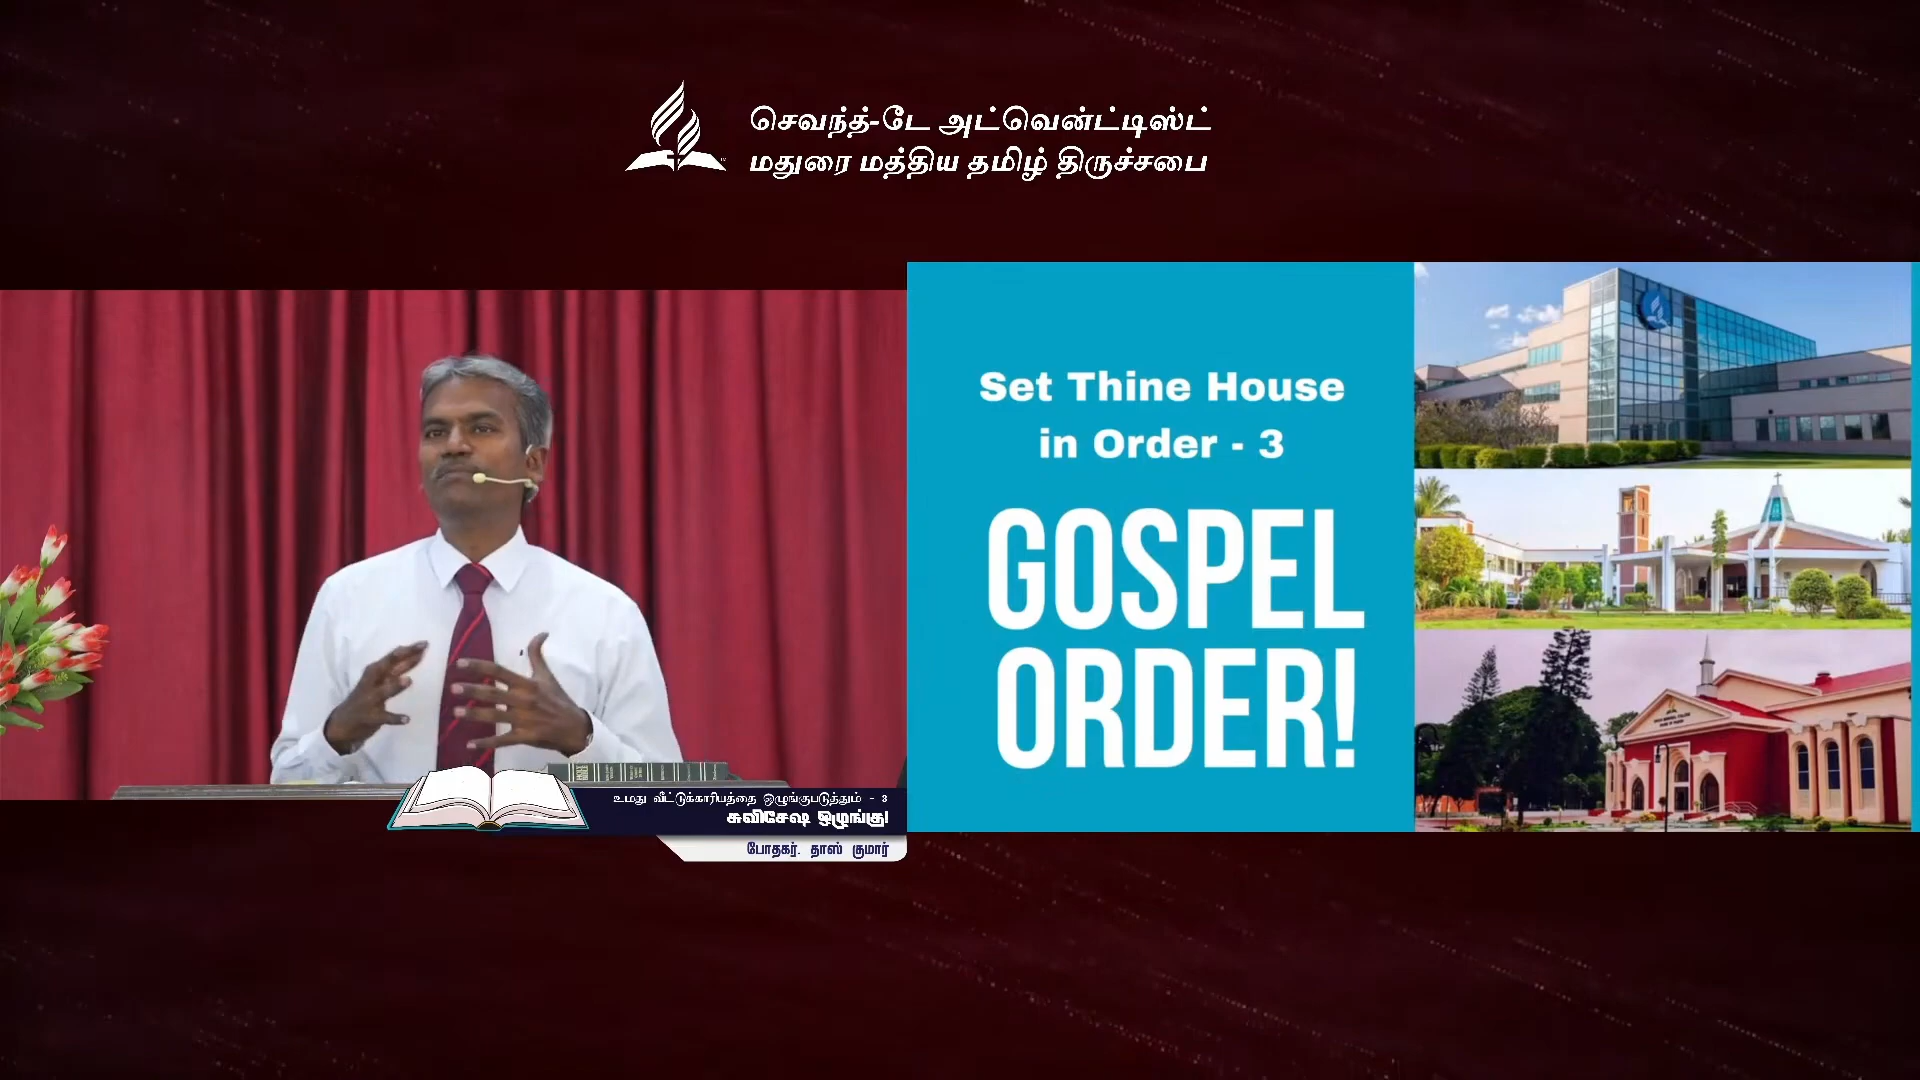 செவந்த்-டே அட்வென்ட்டிஸ்ட்
மதுரை மத்திய தமிழ் திருச்சபை
Set Thine House
in Order - 3
GOSPEL
ORDER!
உமது வீட்டுக்காரியத்தை ஒழுங்குபடுத்தும் - 3
சுவிசேஷ ஒழுங்கு!
போதகர். தாஸ் குமார்